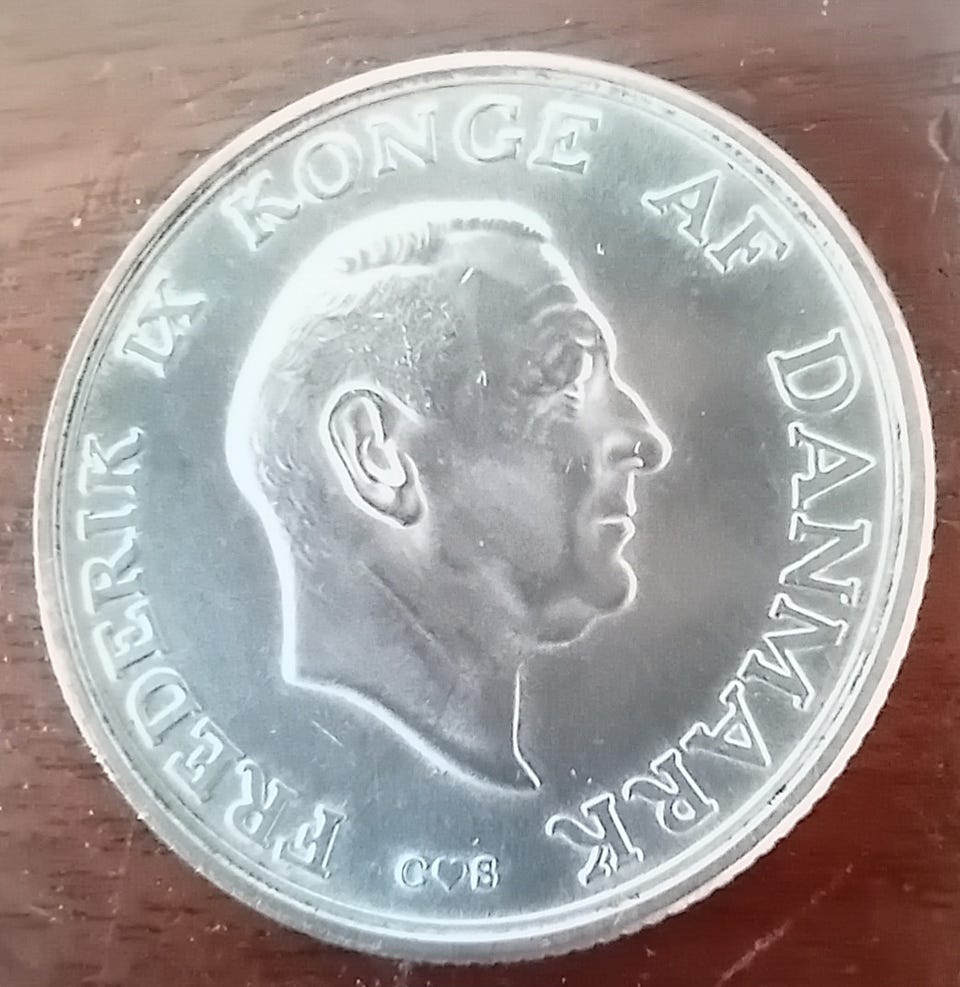 FREDERIK IX KONGE AF DANMARK
C♥S